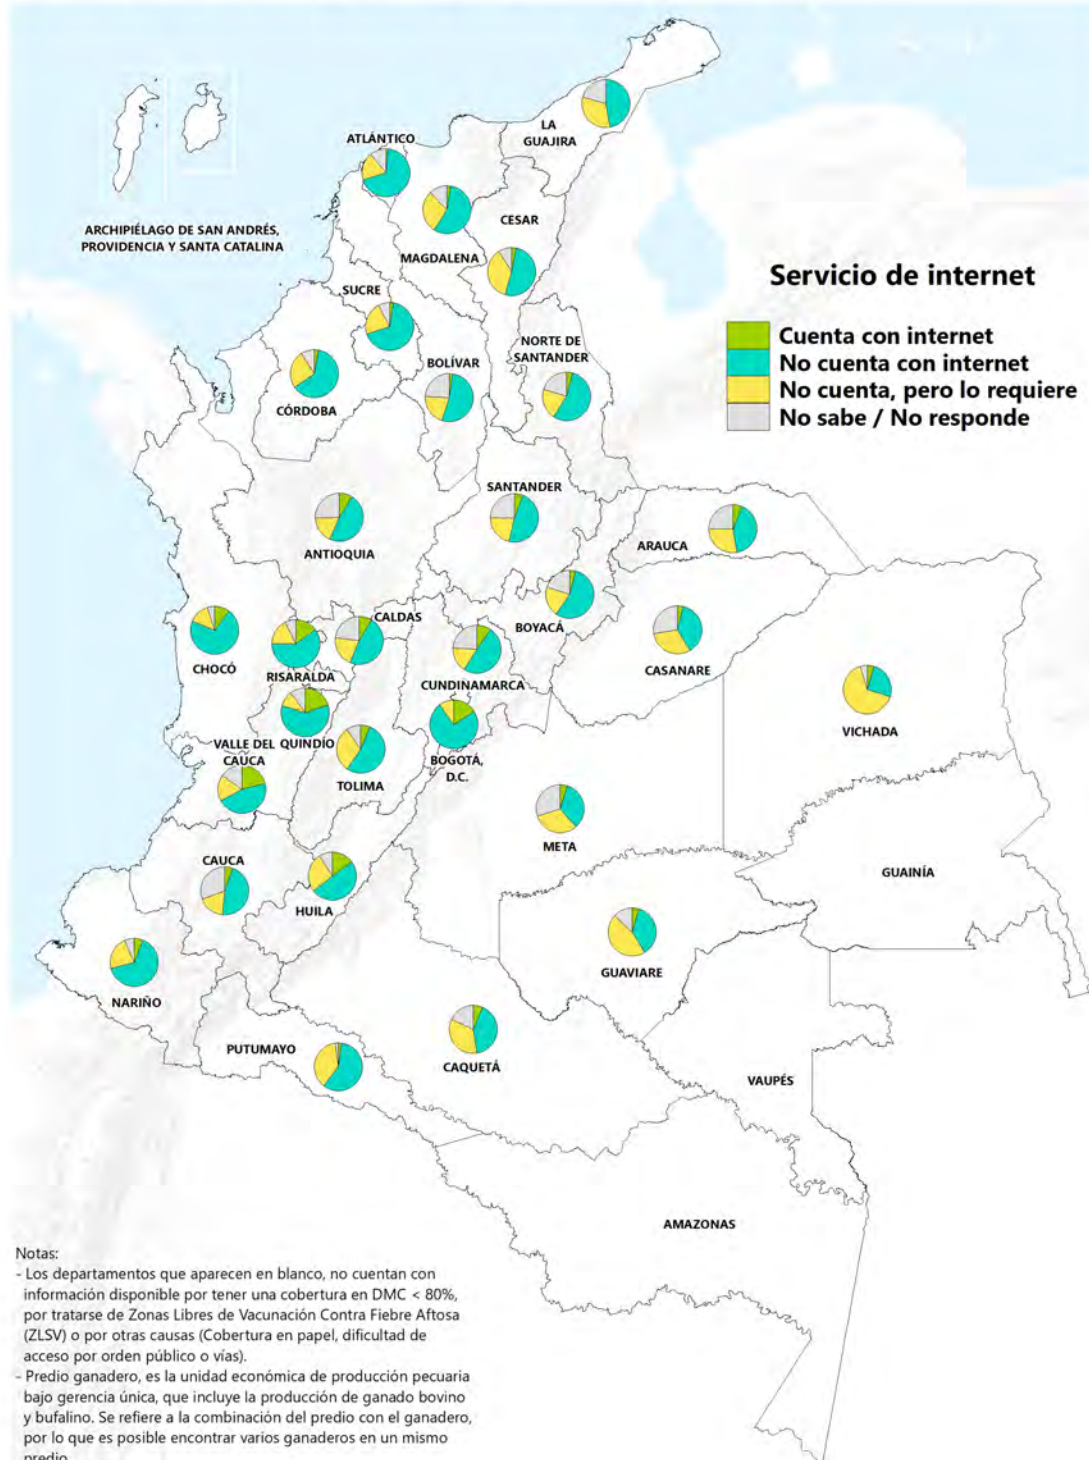 LA
GUAJIRA
ATLÁNTICO
CESAR
ARCHIPIÉLAGO DE SAN ANDRÉS,
PROVIDENCIA Y SANTA CATALINA
MAGDALENA
Servicio de internet
SUCRE
Cuenta con internet
No cuenta con internet
No cuenta, pero lo requiere
No sabe / No responde
NORTE DE
SANTANDER
BOLÍVAR
CÓRDOBA
SANTANDER
ARAUCA
ANTIOQUIA
CALDAS
BOYACÁ
CASANARE
CHOCÓ
RISARALDA
CUNDINAMARCA
VICHADA
VALLE DEL
CAUCA
QUINDÍO
BOGOTÁ,
D.C.
TOLIMA
META
CAUCA
GUAINÍA
HUILA
GUAVIARE
NARIÑO
PUTUMAYO
CAQUETÁ
VAUPÉS
AMAZONAS
Notas:
- Los departamentos que aparecen en blanco, no cuentan con
información disponible por tener una cobertura en DMC < 80%,
por tratarse de Zonas Libres de Vacunación Contra Fiebre Aftosa
(ZLSV) o por otras causas (Cobertura en papel, dificultad de
acceso por orden público o vías).
- Predio ganadero, es la unidad económica de producción pecuaria
bajo gerencia única, que incluye la producción de ganado bovino
y bufalino. Se refiere a la combinación del predio con el ganadero,
por lo que es posible encontrar varios ganaderos en un mismo
predio